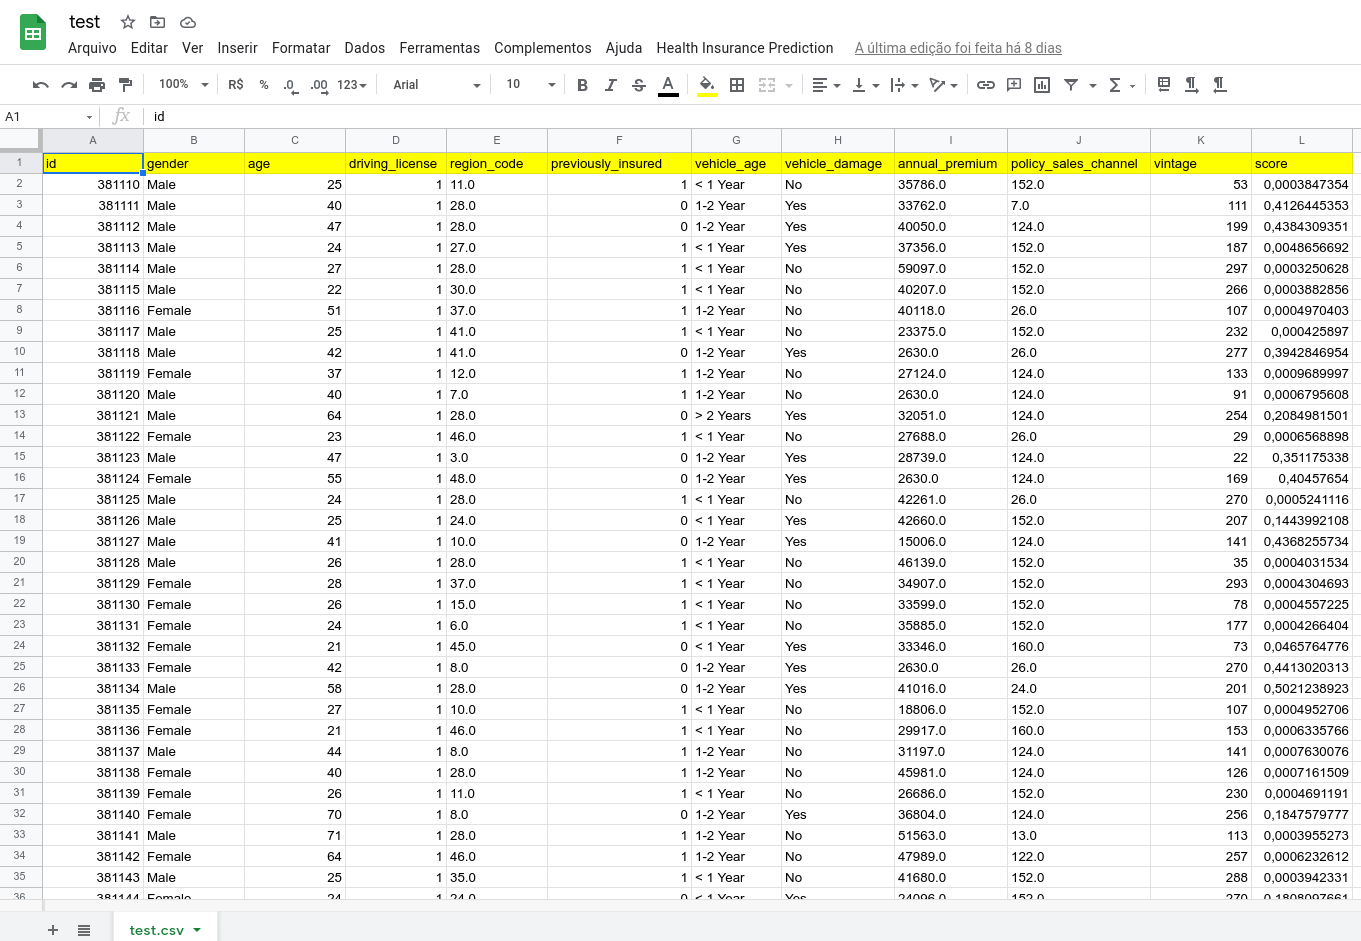 test
Arquivo Editar Ver Inserir Formatar Dados Ferramentas Complementos Ajuda Health Insurance Prediction A última edição foi feita há 8 dias
100% R$ % .0 .00 123 Arial 10 B I S A
A1 fx id
A B C D E F G H I J K L
1 id gender age driving_license region_code previously_insured vehicle_age vehicle_damage annual_premium policy_sales_channel vintage score
2 381110 Male 25 1 11.0 1 < 1 Year No 35786.0 152.0 53 0,0003847354
3 381111 Male 40 1 28.0 0 1-2 Year Yes 33762.0 7.0 111 0,4126445353
4 381112 Male 47 1 28.0 0 1-2 Year Yes 40050.0 124.0 199 0,4384309351
5 381113 Male 24 1 27.0 1 < 1 Year Yes 37356.0 152.0 187 0,0048656692
6 381114 Male 27 1 28.0 1 < 1 Year No 59097.0 152.0 297 0,0003250628
7 381115 Male 22 1 30.0 1 < 1 Year No 40207.0 152.0 266 0,0003882856
8 381116 Female 51 1 37.0 1 1-2 Year No 40118.0 26.0 107 0,0004970403
9 381117 Male 25 1 41.0 1 < 1 Year No 23375.0 152.0 232 0,000425897
10 381118 Male 42 1 41.0 0 1-2 Year Yes 2630.0 26.0 277 0,3942846954
11 381119 Female 37 1 12.0 1 1-2 Year No 27124.0 124.0 133 0,0009689997
12 381120 Male 40 1 7.0 1 1-2 Year No 2630.0 124.0 91 0,0006795608
13 381121 Male 64 1 28.0 0 > 2 Years Yes 32051.0 124.0 254 0,2084981501
14 381122 Female 23 1 46.0 1 < 1 Year No 27688.0 26.0 29 0,0006568898
15 381123 Male 47 1 3.0 0 1-2 Year Yes 28739.0 124.0 22 0,351175338
16 381124 Female 55 1 48.0 0 1-2 Year Yes 2630.0 124.0 169 0,40457654
17 381125 Male 24 1 28.0 1 < 1 Year No 42261.0 26.0 270 0,0005241116
18 381126 Male 25 1 24.0 0 < 1 Year Yes 42660.0 152.0 207 0,1443992108
19 381127 Male 41 1 10.0 0 1-2 Year Yes 15006.0 124.0 141 0,4368255734
20 381128 Male 26 1 28.0 1 < 1 Year No 46139.0 152.0 35 0,0004031534
21 381129 Female 28 1 37.0 1 < 1 Year No 34907.0 152.0 293 0,0004304693
22 381130 Female 26 1 15.0 1 < 1 Year No 33599.0 152.0 78 0,0004557225
23 381131 Female 24 1 6.0 1 < 1 Year No 35885.0 152.0 177 0,0004266404
24 381132 Female 21 1 45.0 0 < 1 Year Yes 33346.0 160.0 73 0,0465764776
25 381133 Female 42 1 8.0 0 1-2 Year Yes 2630.0 26.0 270 0,4413020313
26 381134 Male 58 1 28.0 0 1-2 Year Yes 41016.0 24.0 201 0,5021238923
27 381135 Female 27 1 10.0 1 < 1 Year No 18806.0 152.0 107 0,0004952706
28 381136 Female 21 1 46.0 1 < 1 Year No 29917.0 160.0 153 0,0006335766
29 381137 Male 44 1 8.0 1 1-2 Year No 31197.0 124.0 141 0,0007630076
30 381138 Female 40 1 28.0 1 1-2 Year No 45981.0 124.0 126 0,0007161509
31 381139 Female 26 1 11.0 1 < 1 Year No 26686.0 152.0 230 0,0004691191
32 381140 Female 70 1 8.0 0 1-2 Year Yes 36804.0 124.0 256 0,1847579777
33 381141 Male 71 1 28.0 1 1-2 Year No 51563.0 13.0 113 0,0003955273
34 381142 Female 64 1 46.0 1 1-2 Year No 47989.0 122.0 257 0,0006232612
35 381143 Male 25 1 35.0 1 < 1 Year No 41680.0 152.0 288 0,0003942331
36 381144 Female 24 1 24.0 0 < 1 Year Yes 24096.0 152.0 270 0,1808097661
test.csv